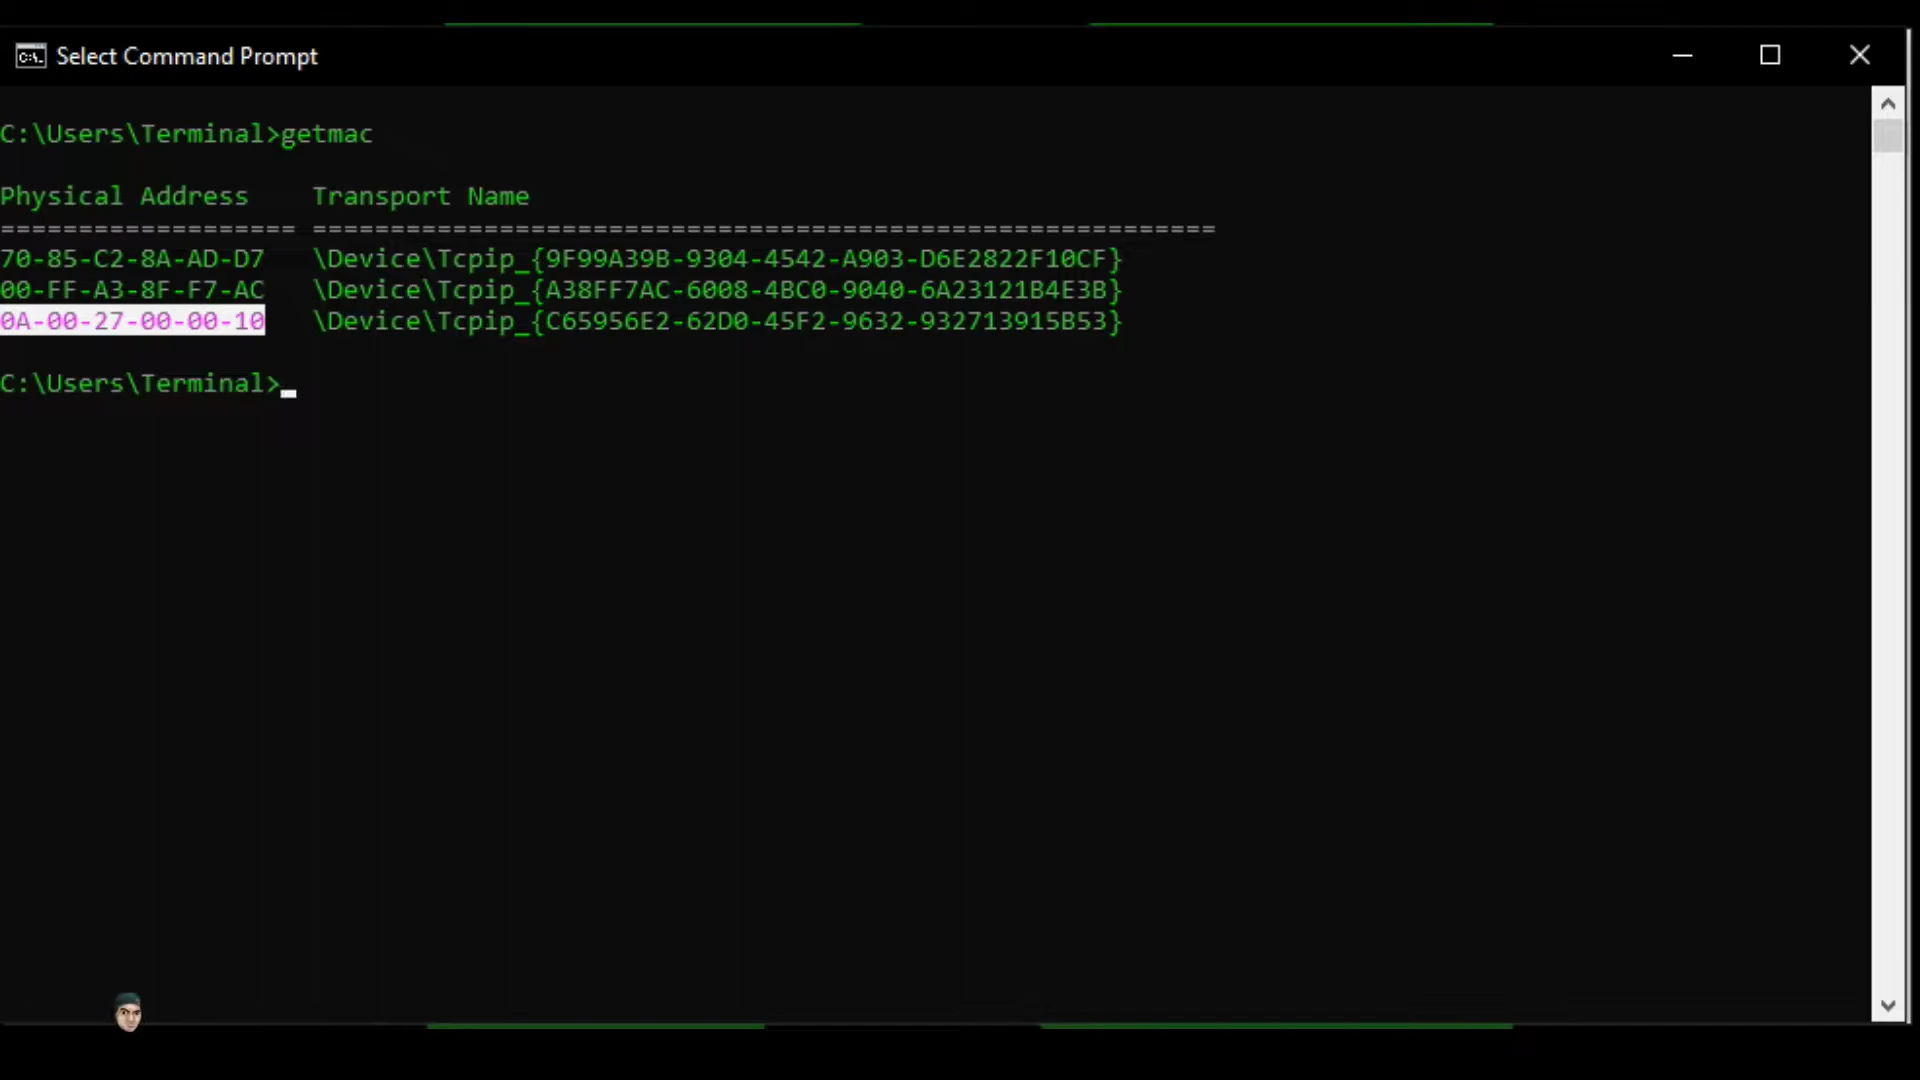 Select Command Prompt
C:\Users\Terminal>getmac
Physical Address    Transport Name
=================== ==========================================================
70-85-C2-8A-AD-D7   \Device\Tcpip_{9F99A39B-9304-4542-A903-D6E2822F10CF}
00-FF-A3-8F-F7-AC   \Device\Tcpip_{A38FF7AC-6008-4BC0-9040-6A23121B4E3B}
0A-00-27-00-00-10   \Device\Tcpip_{C65956E2-62D0-45F2-9632-932713915B53}
C:\Users\Terminal>